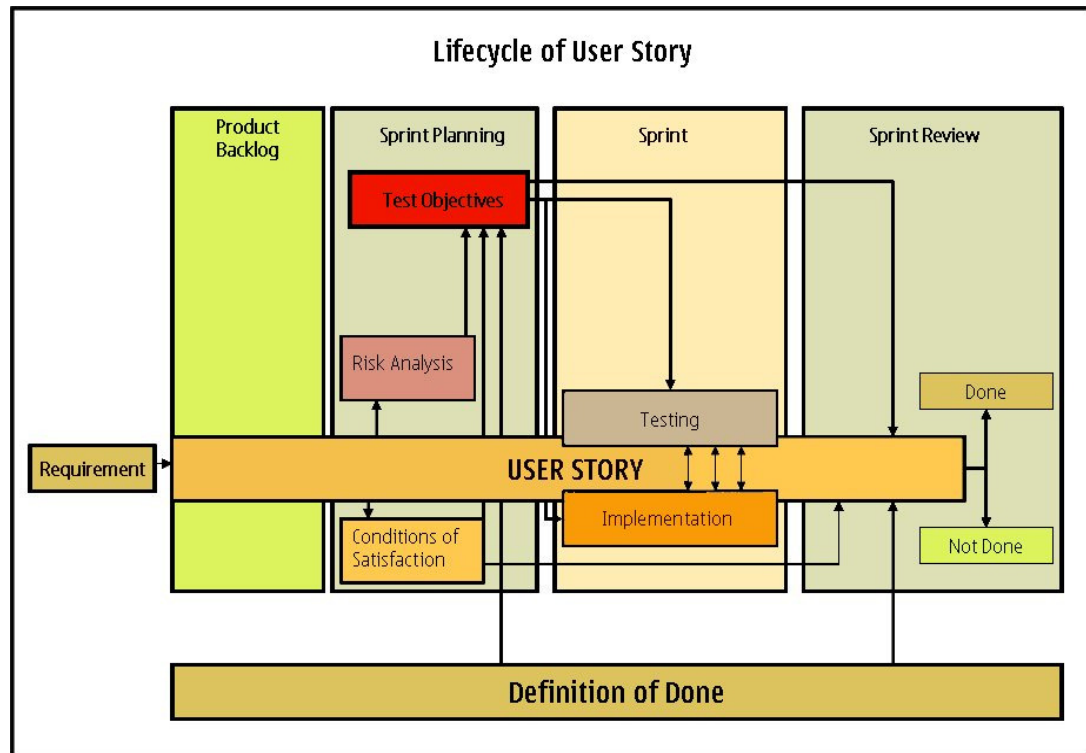 Lifecycle of User Story
Product
Backlog
Sprint Planning
Sprint
Sprint Review
Test Objectives
Risk Analysis
Done
Testing
Requirement
USER STORY
Implementation
Conditions of
Satisfaction
Not Done
Definition of Done